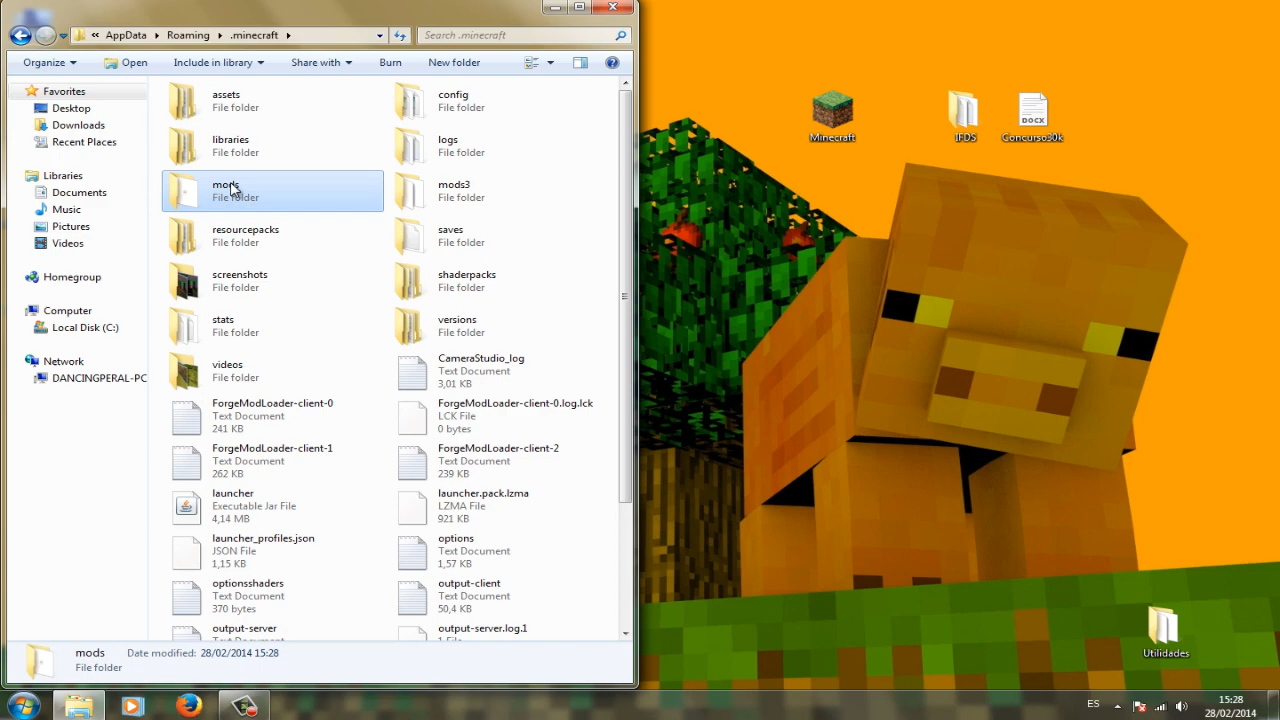 « AppData Roaming .minecraft
Search .minecraft
Organize Open Include in library Share with Burn New folder
Favorites
Desktop
Downloads
Recent Places
Libraries
Documents
Music
Pictures
Videos
Homegroup
Computer
Local Disk (C:)
Network
DANCINGPERAL-PC
assets
File folder
config
File folder
libraries
File folder
logs
File folder
mods
File folder
mods3
File folder
resourcepacks
File folder
saves
File folder
screenshots
File folder
shaderpacks
File folder
stats
File folder
versions
File folder
videos
File folder
CameraStudio_log
Text Document
3,01 KB
ForgeModLoader-client-0
Text Document
241 KB
ForgeModLoader-client-0.log.lck
LCK File
0 bytes
ForgeModLoader-client-1
Text Document
262 KB
ForgeModLoader-client-2
Text Document
239 KB
launcher
Executable Jar File
4,14 MB
launcher.pack.lzma
LZMA File
921 KB
launcher_profiles.json
JSON File
1,15 KB
options
Text Document
1,57 KB
optionsshaders
Text Document
370 bytes
output-client
Text Document
50,4 KB
output-server
output-server.log.1
mods Date modified: 28/02/2014 15:28
File folder
Minecraft
IFDS
DOCX
Concurso30k
Utilidades
ES
15:28
28/02/2014